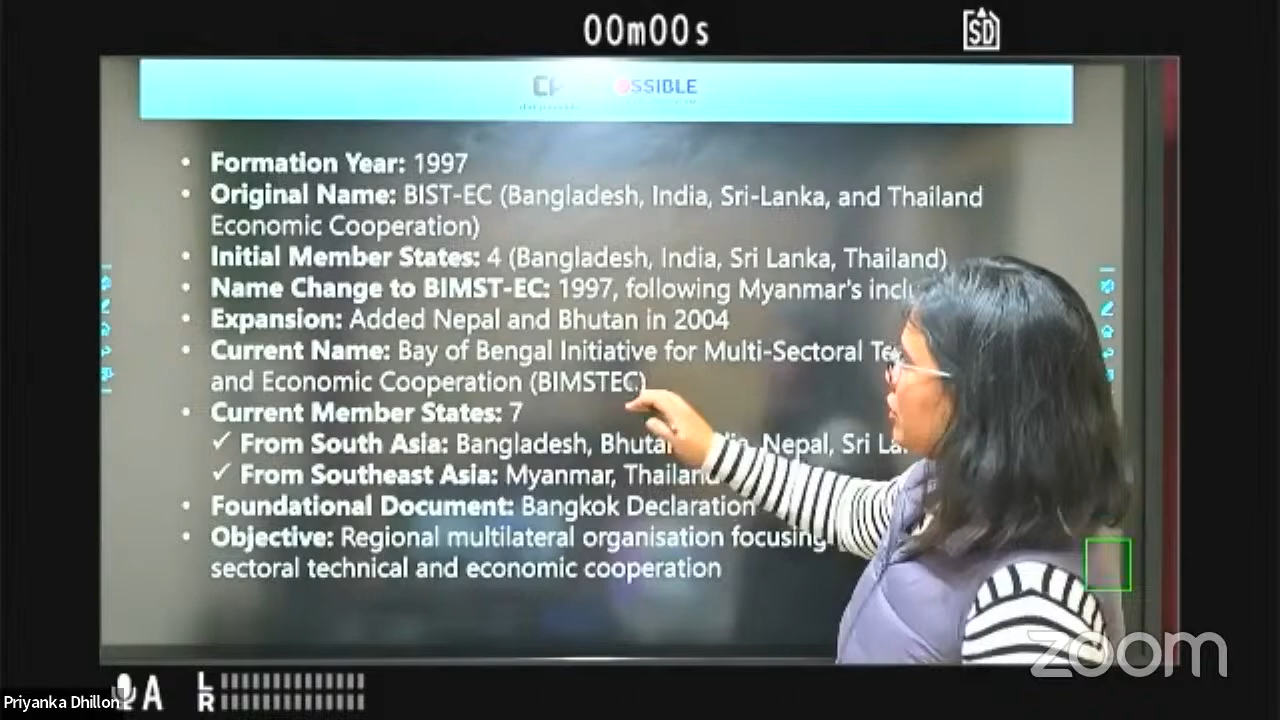 00m00s
SD
SSIBLE
• Formation Year: 1997
• Original Name: BIST-EC (Bangladesh, India, Sri-Lanka, and Thailand
Economic Cooperation)
• Initial Member States: 4 (Bangladesh, India, Sri Lanka, Thailand)
• Name Change to BIMST-EC: 1997, following Myanmar's
• Expansion: Added Nepal and Bhutan in 2004
• Current Name: Bay of Bengal Initiative for Multi-Sectoral
and Economic Cooperation (BIMSTEC)
• Current Member States: 7
✓ From South Asia: Bangladesh, Nepal, Sri
✓ From Southeast Asia: Myanmar, Thailand
• Foundational Document: Bangkok Declaration
• Objective: Regional multilateral organisation focusing
sectoral technical and economic cooperation
zoom
A
L
R
Priyanka Dhillon